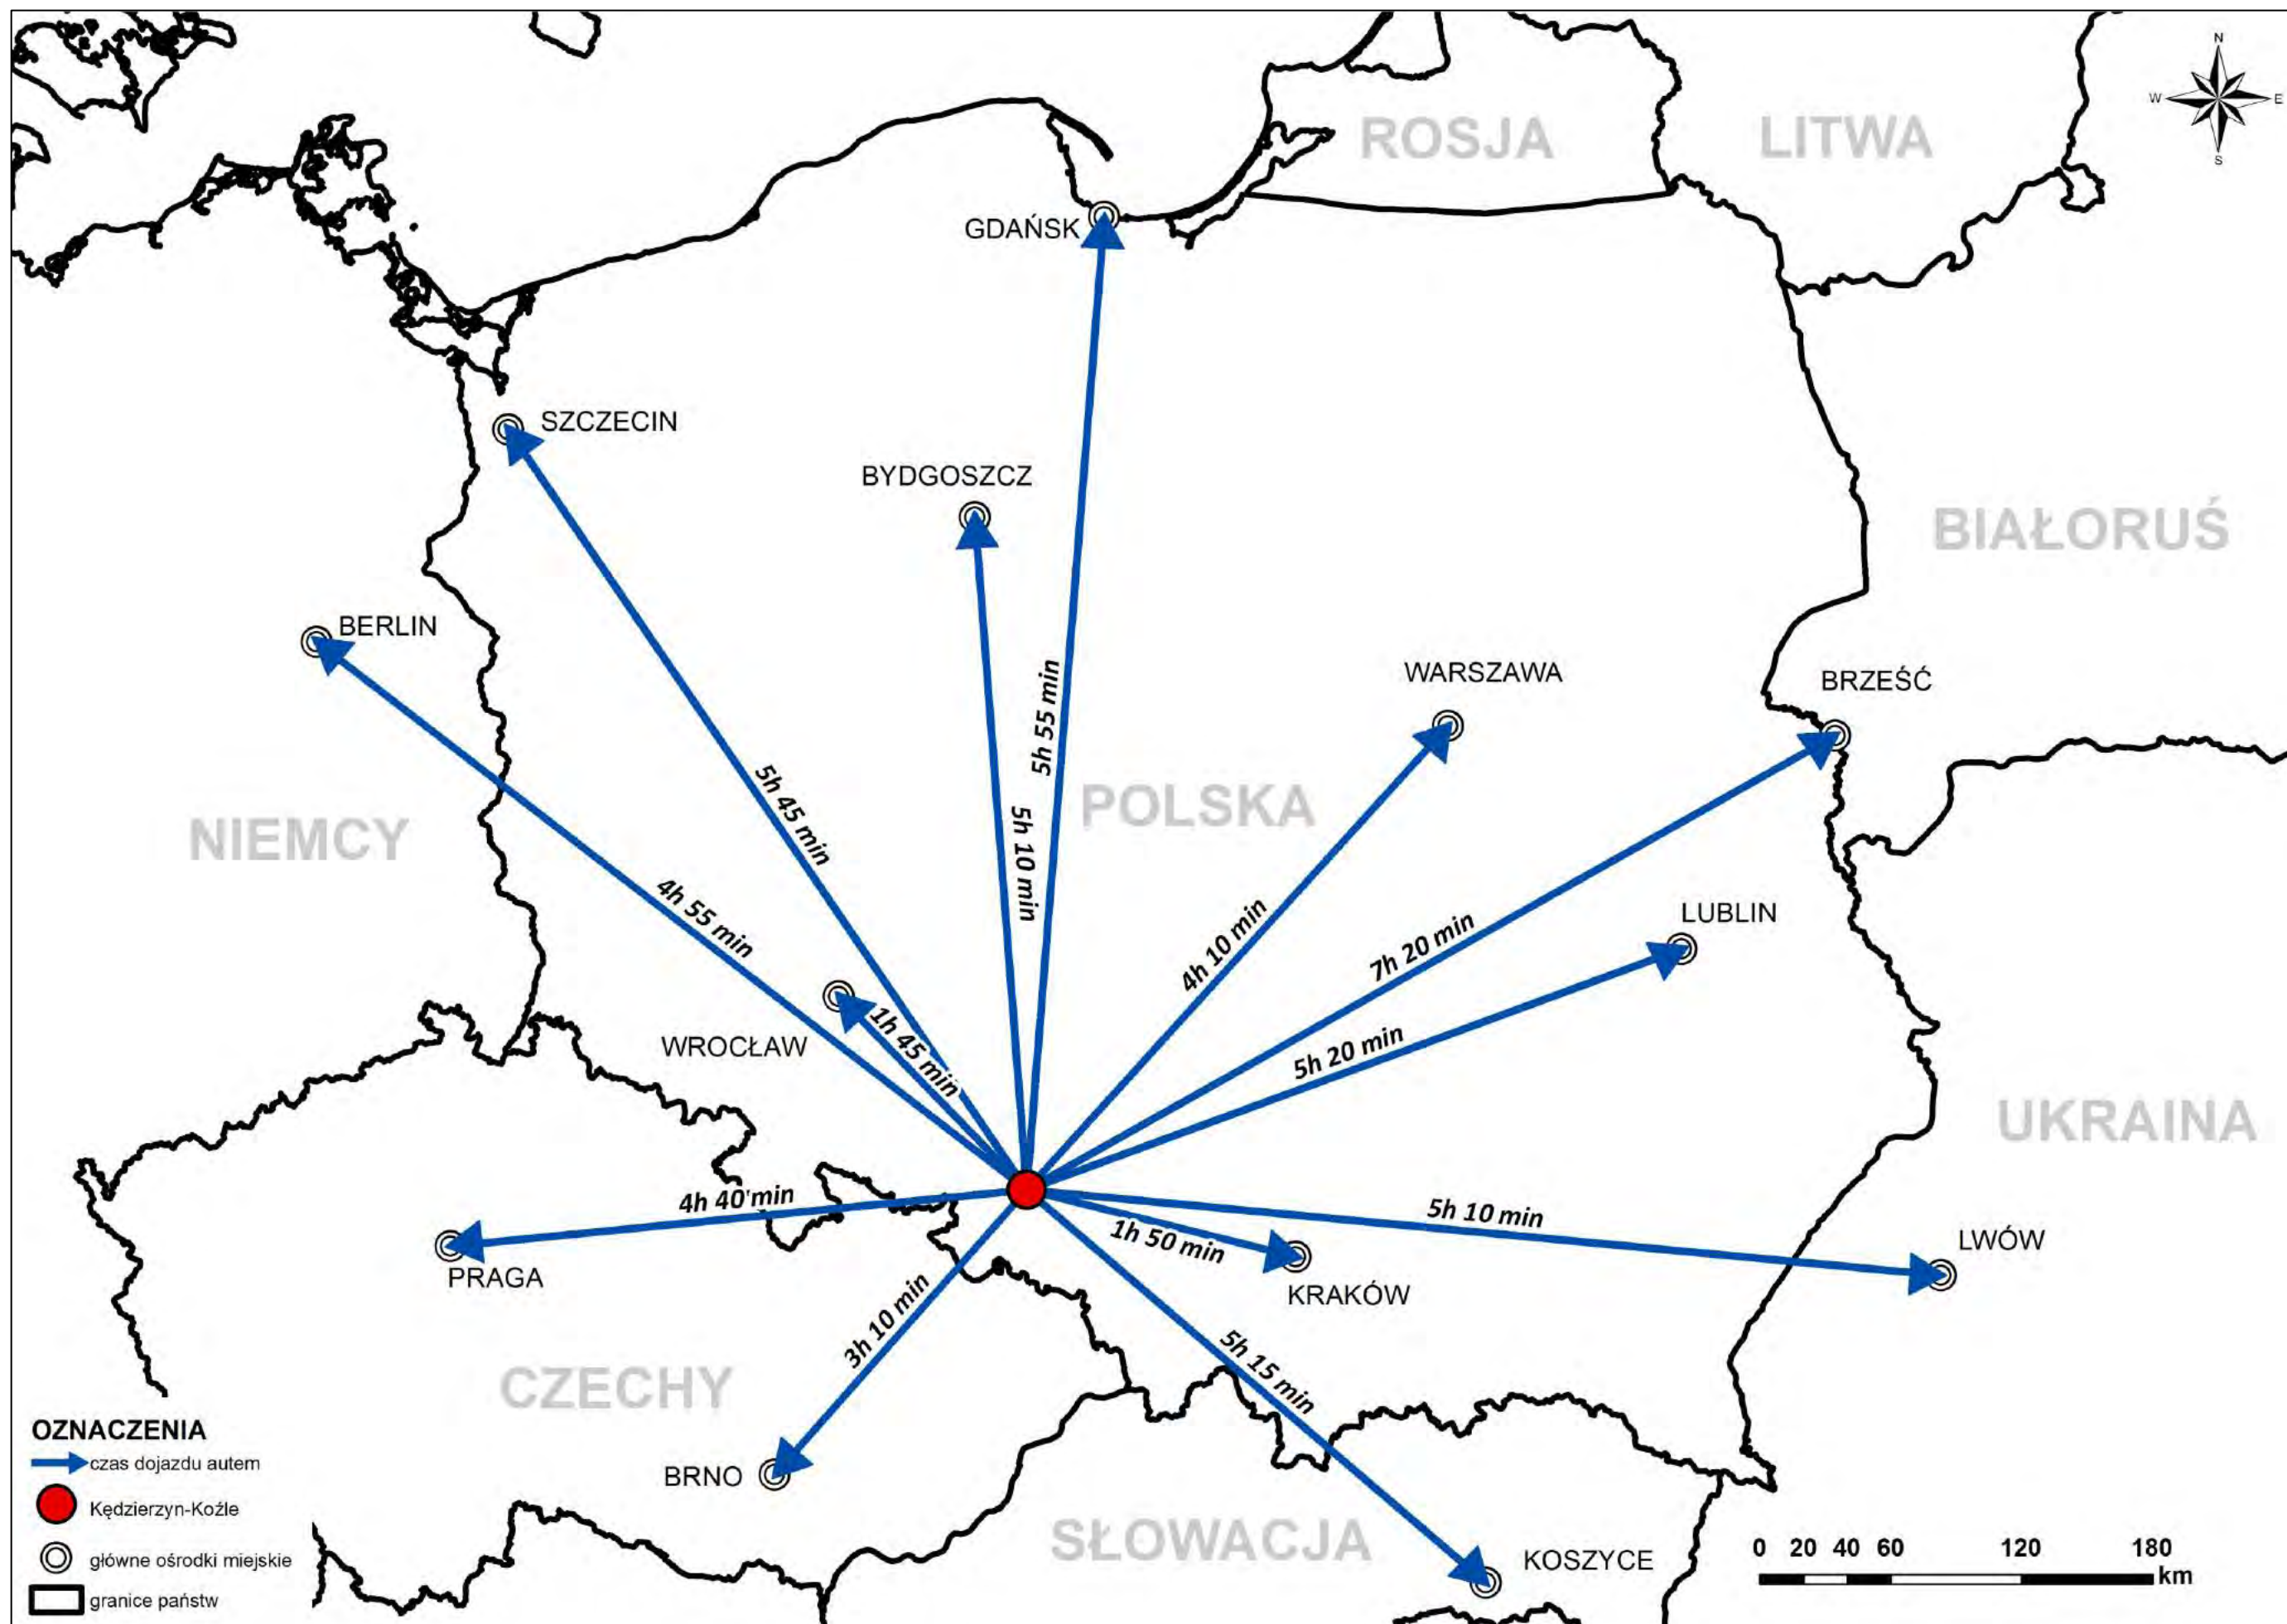 N
W
E
S
ROSJA
LITWA
GDAŃSK
SZCZECIN
BYDGOSZCZ
BIAŁORUŚ
BERLIN
WARSZAWA
BRZEŚĆ
5h 55 min
5h 45 min
POLSKA
NIEMCY
5h 10 min
4h 55 min
4h 10 min
7h 20 min
LUBLIN
WROCŁAW
1h 45 min
5h 20 min
UKRAINA
4h 40 min
5h 10 min
1h 50 min
LWÓW
PRAGA
KRAKÓW
3h 10 min
5h 15 min
CZECHY
BRNO
SŁOWACJA
KOSZYCE
OZNACZENIA
czas dojazdu autem
Kędzierzyn-Koźle
główne ośrodki miejskie
granice państw
0 20 40 60 120 180
km